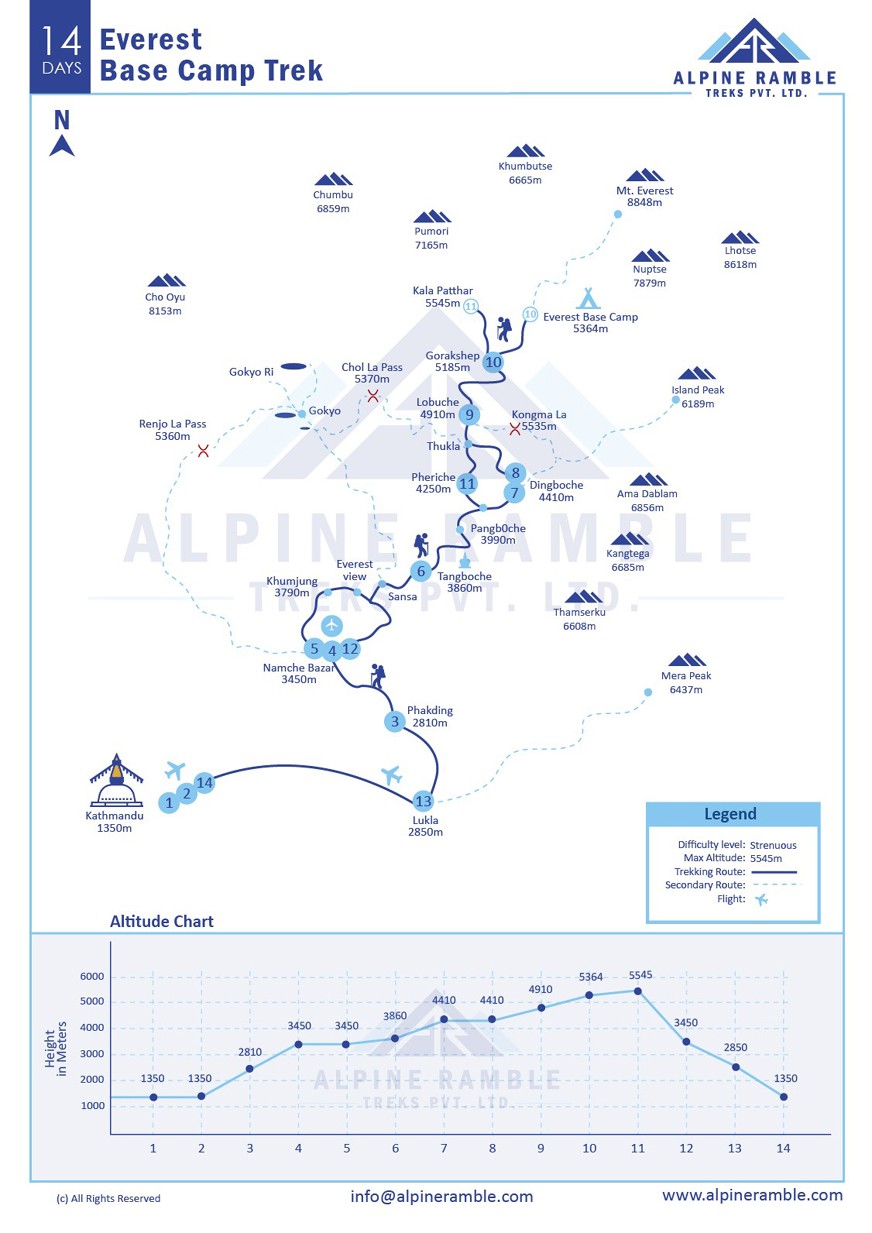 14
DAYS
Everest
Base Camp Trek
ALPINE RAMBLE
TREKS PVT. LTD.
N
Khumbutse
6665m
Chumbu
6859m
Mt. Everest
8848m
Pumori
7165m
Lhotse
8618m
Nuptse
7879m
Cho Oyu
8153m
Kala Patthar
5545m
11
10
Everest Base Camp
5364m
Gorakshep
5185m
10
Gokyo Ri
Chol La Pass
5370m
Island Peak
6189m
Lobuche
4910m
9
Gokyo
Kongma La
5535m
Renjo La Pass
5360m
Thukla
8
Pheriche
4250m
11
7
Dingboche
4410m
Ama Dablam
6856m
Pangb0che
3990m
ALPINE RAMBLE
Kangtega
6685m
Everest
view
6
Tangboche
3860m
Khumjung
3790m
Sansa
TREKS PVT. LTD.
Thamserku
6608m
5
4
12
Namche Bazar
3450m
Mera Peak
6437m
Phakding
2810m
3
14
2
1
13
Kathmandu
1350m
Lukla
2850m
Legend
Difficulty level: Strenuous
Max Altitude: 5545m
Trekking Route:
Secondary Route:
Flight:
Altitude Chart
Height
in Meters
6000
5000
4000
3000
2000
1000
1350
1350
2810
3450
3450
3860
4410
4410
4910
5364
5545
3450
2850
1350
ALPINE RAMBLE
TREKS PVT. LTD.
1 2 3 4 5 6 7 8 9 10 11 12 13 14
(c) All Rights Reserved
info@alpineramble.com
www.alpineramble.com